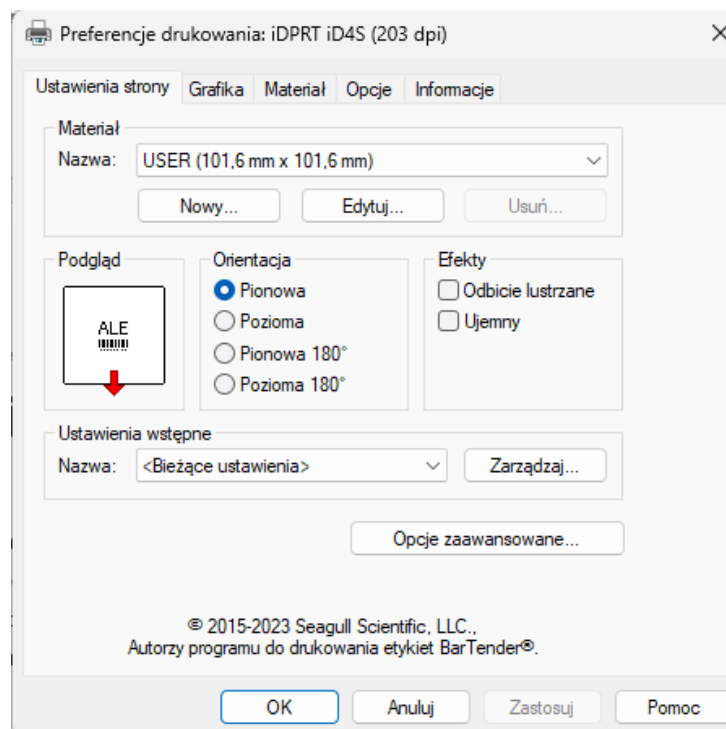 Preferencje drukowania: iDPRT iD4S (203 dpi)
Ustawienia strony Grafika Materiał Opcje Informacje
Materiał
Nazwa: USER (101,6 mm x 101,6 mm)
Nowy... Edytuj... Usuń...
Podgląd
ALE
Orientacja
Pionowa
Pozioma
Pionowa 180°
Pozioma 180°
Efekty
Odbicie lustrzane
Ujemny
Ustawienia wstępne
Nazwa: <Bieżące ustawienia> Zarządzaj...
Opcje zaawansowane...
© 2015-2023 Seagull Scientific, LLC.,
Autorzy programu do drukowania etykiet BarTender®.
OK Anuluj Zastosuj Pomoc